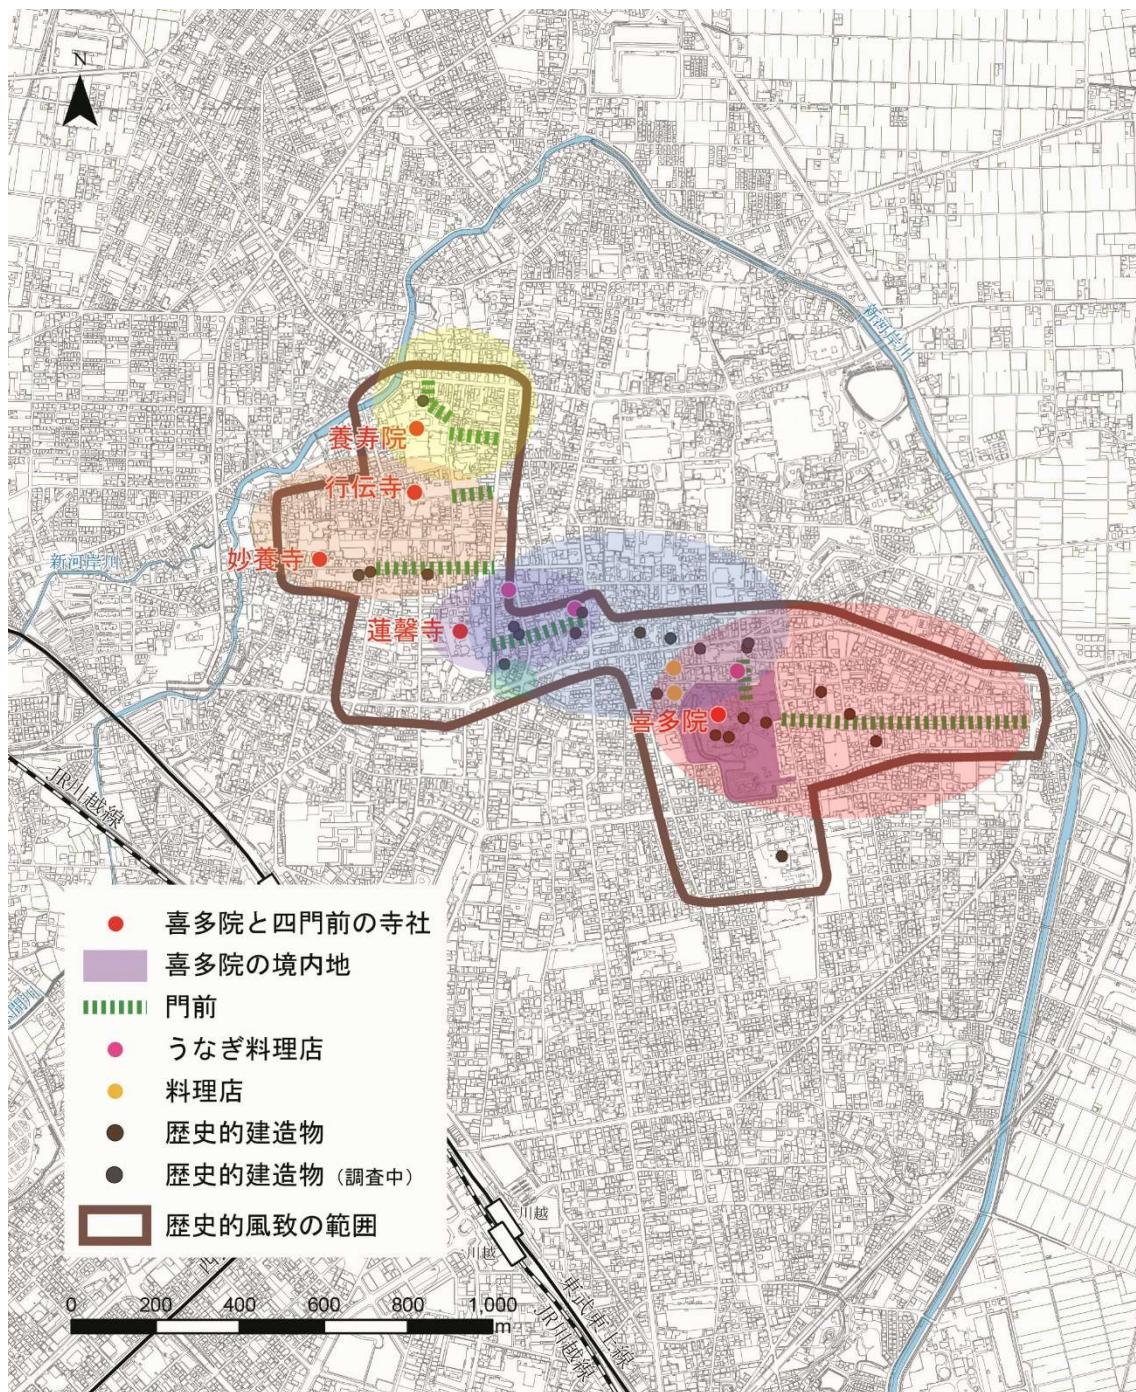 N
新河岸川
養寿院
行伝寺
妙養寺
新河岸川
蓮馨寺
喜多院
JR川越線
喜多院と四門前の寺社
喜多院の境内地
門前
うなぎ料理店
料理店
歴史的建造物
歴史的建造物（調査中）
歴史的風致の範囲
川越
川越
西
東武東上線
JR川越線
0 200 400 600 800 1,000
m